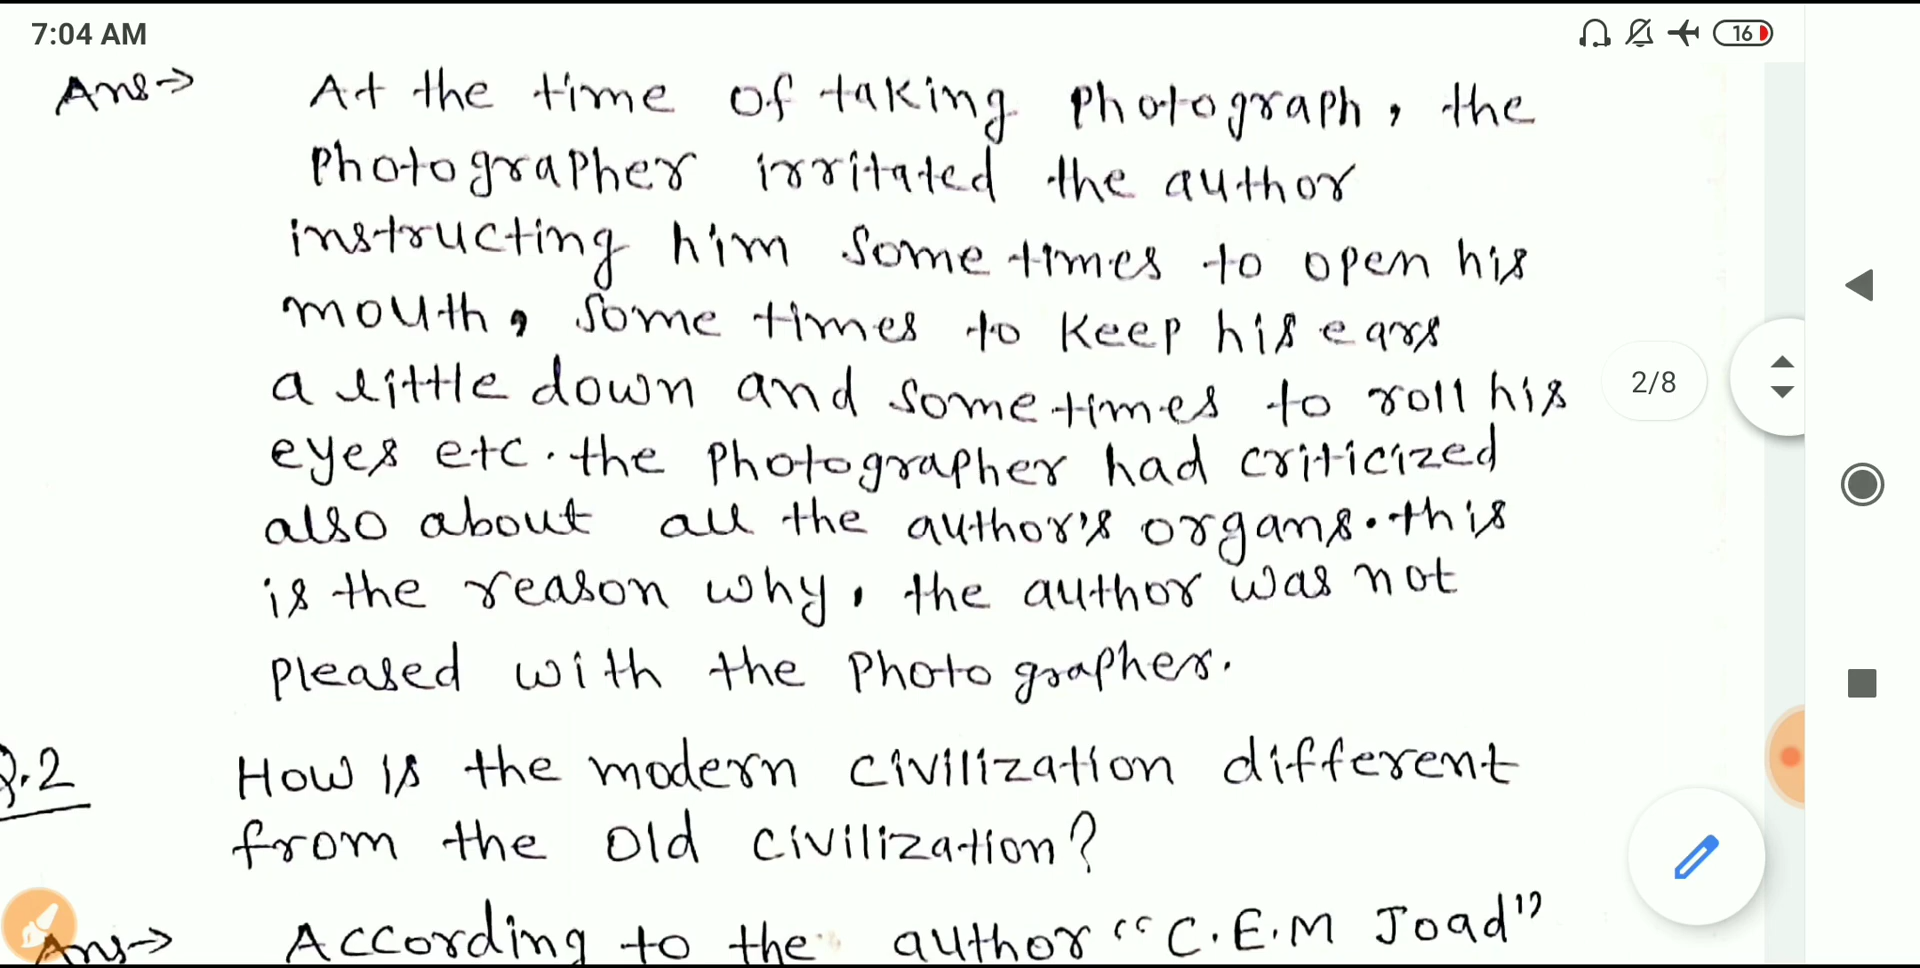 7:04 AM
16
Ans→ At the time of taking Photograph, the
Photographer irritated the author
instructing him Some times to open his
mouth, Some times to Keep his ears
a little down and Some times to roll his
eyes etc. the Photographer had criticized
also about all the author's organs. this
is the reason why, the author was not
Pleased with the Photo grapher.
2/8
Q.2 How is the modern civilization different
from the Old civilization?
Ans→ According to the author "C.E.M Joad"